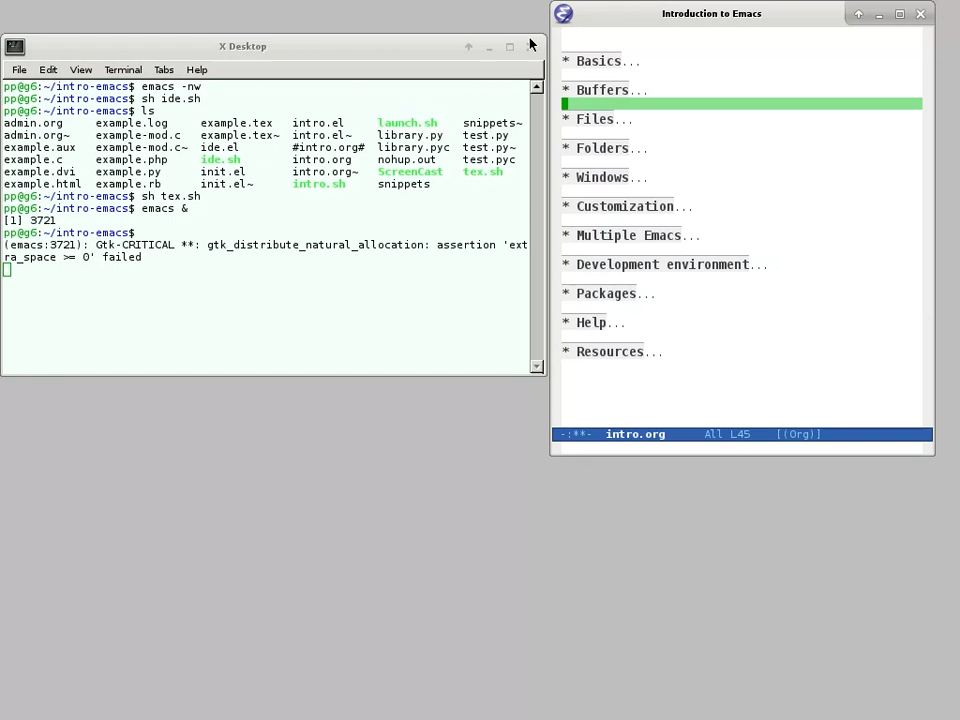 X Desktop
File Edit View Terminal Tabs Help
pp@g6:~/intro-emacs$ emacs -nw
pp@g6:~/intro-emacs$ sh ide.sh
pp@g6:~/intro-emacs$ ls
admin.org example.log example.tex intro.el launch.sh snippets~
admin.org~ example-mod.c example.tex~ intro.el~ library.py test.py
example.aux example-mod.c~ ide.el #intro.org# library.pyc test.py~
example.c example.php ide.sh intro.org nohup.out test.pyc
example.dvi example.py init.el intro.org~ ScreenCast tex.sh
example.html example.rb init.el~ intro.sh snippets
pp@g6:~/intro-emacs$ sh tex.sh
pp@g6:~/intro-emacs$ emacs &
[1] 3721
pp@g6:~/intro-emacs$
(emacs:3721): Gtk-CRITICAL **: gtk_distribute_natural_allocation: assertion 'ext
ra_space >= 0' failed
Introduction to Emacs
* Basics...
* Buffers...
* Files...
* Folders...
* Windows...
* Customization...
* Multiple Emacs...
* Development environment...
* Packages...
* Help...
* Resources...
-:**- intro.org All L45 [(Org)]